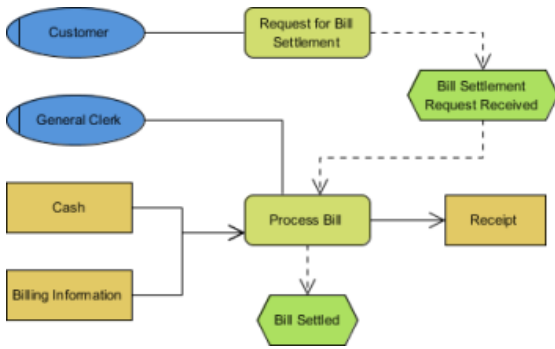 Customer
Request for Bill
Settlement
Bill Settlement
Request Received
General Clerk
Cash
Process Bill
Receipt
Billing Information
Bill Settled